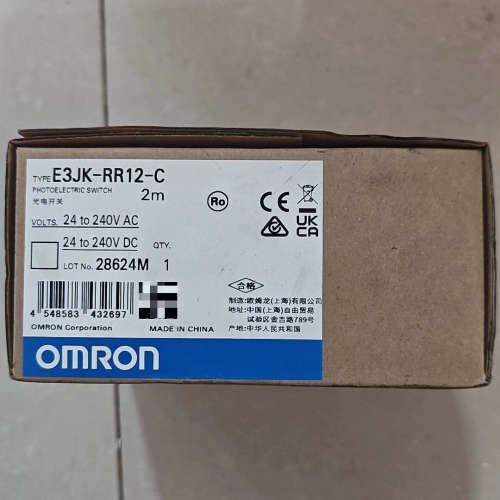 TYPE E3JK-RR12-C
PHOTOELECTRIC SWITCH 2m
光电开关
VOLTS. 24 to 240V AC
24 to 240V DC QTY.
LOT No. 28624M 1
Ro
CE UK CA
合格
4 548583 432697
OMRON Corporation MADE IN CHINA
制造:欧姆龙(上海)有限公司
地址:中国(上海)自由贸易
试验区金吉路789号
产地:中华人民共和国
OMRON